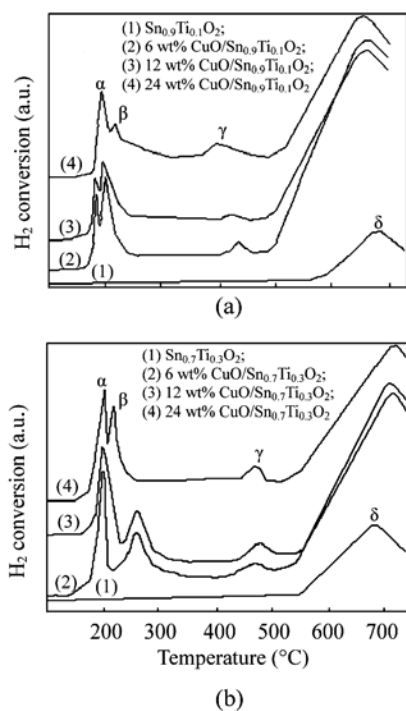 (1) Sn0.9Ti0.1O2;
(2) 6 wt% CuO/Sn0.9Ti0.1O2;
(3) 12 wt% CuO/Sn0.9Ti0.1O2;
(4) 24 wt% CuO/Sn0.9Ti0.1O2
α
β
γ
(4)
(3)
(2)
(1)
δ
H2 conversion (a.u.)
(a)
(1) Sn0.7Ti0.3O2;
(2) 6 wt% CuO/Sn0.7Ti0.3O2;
(3) 12 wt% CuO/Sn0.7Ti0.3O2;
(4) 24 wt% CuO/Sn0.7Ti0.3O2
α
β
γ
(4)
(3)
(2)
(1)
δ
H2 conversion (a.u.)
200 300 400 500 600 700
Temperature (°C)
(b)